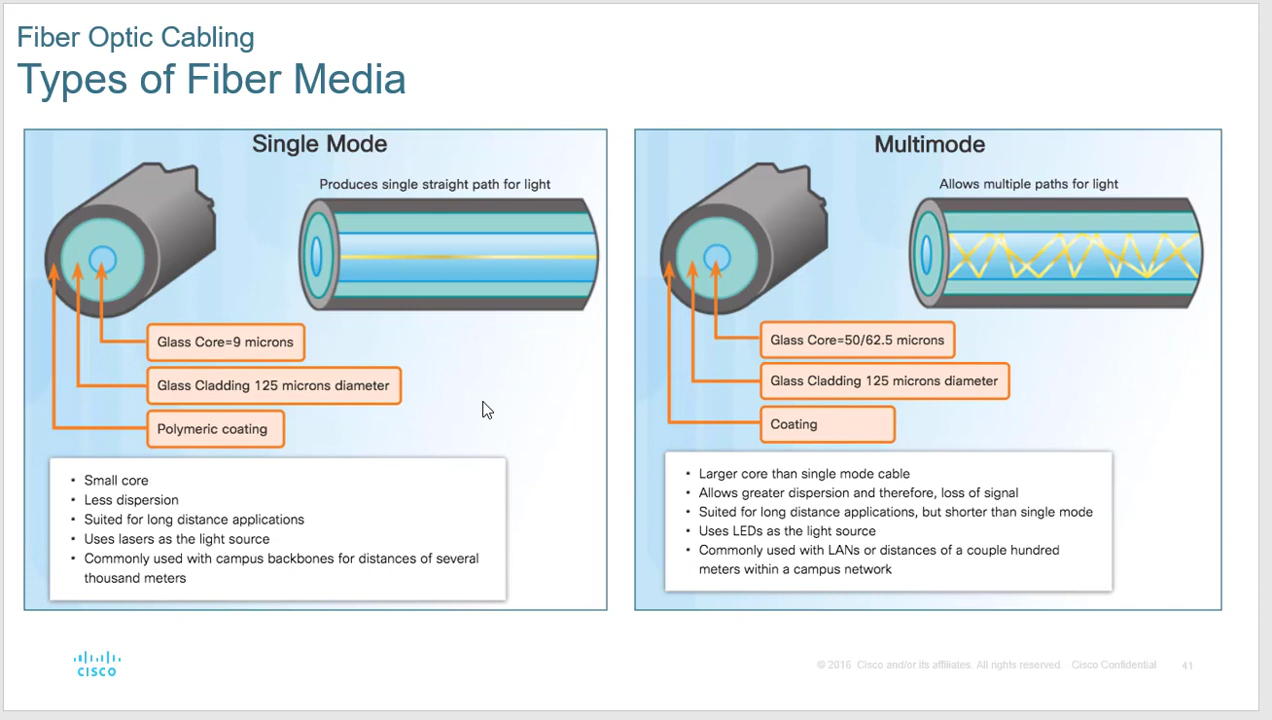 Fiber Optic Cabling
Types of Fiber Media
Single Mode
Produces single straight path for light
Glass Core=9 microns
Glass Cladding 125 microns diameter
Polymeric coating
• Small core
• Less dispersion
• Suited for long distance applications
• Uses lasers as the light source
• Commonly used with campus backbones for distances of several
thousand meters
Multimode
Allows multiple paths for light
Glass Core=50/62.5 microns
Glass Cladding 125 microns diameter
Coating
• Larger core than single mode cable
• Allows greater dispersion and therefore, loss of signal
• Suited for long distance applications, but shorter than single mode
• Uses LEDs as the light source
• Commonly used with LANs or distances of a couple hundred
meters within a campus network
CISCO
© 2016 Cisco and/or its affiliates. All rights reserved. Cisco Confidential 41